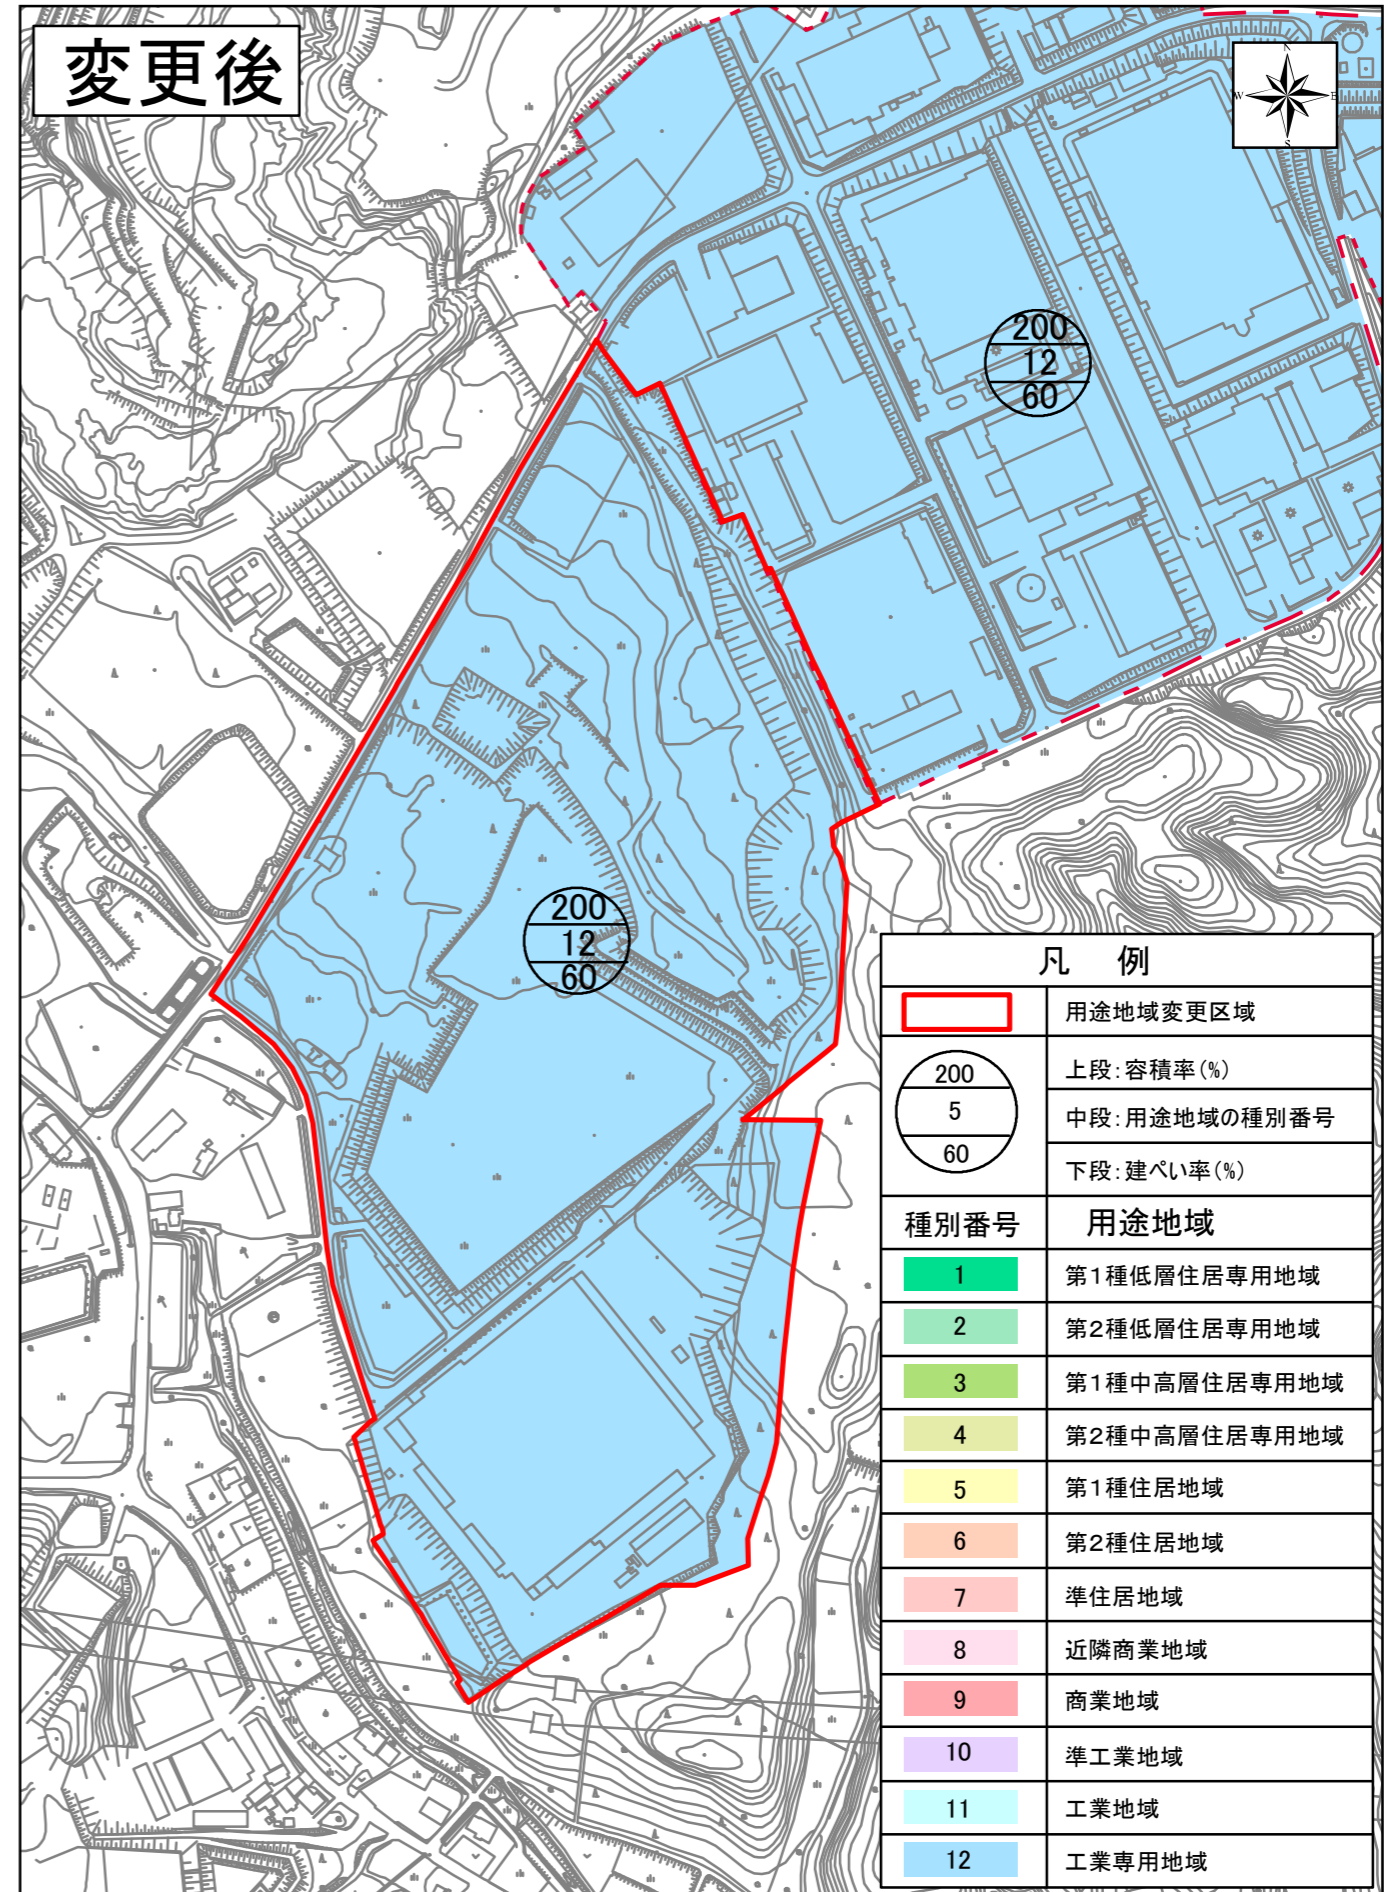 変更後
N
W E
S
200
12
60
200
12
60
凡 例
用途地域変更区域
200
5
60
上段:容積率(%)
中段:用途地域の種別番号
下段:建ぺい率(%)
種別番号 用途地域
1 第1種低層住居専用地域
2 第2種低層住居専用地域
3 第1種中高層住居専用地域
4 第2種中高層住居専用地域
5 第1種住居地域
6 第2種住居地域
7 準住居地域
8 近隣商業地域
9 商業地域
10 準工業地域
11 工業地域
12 工業専用地域